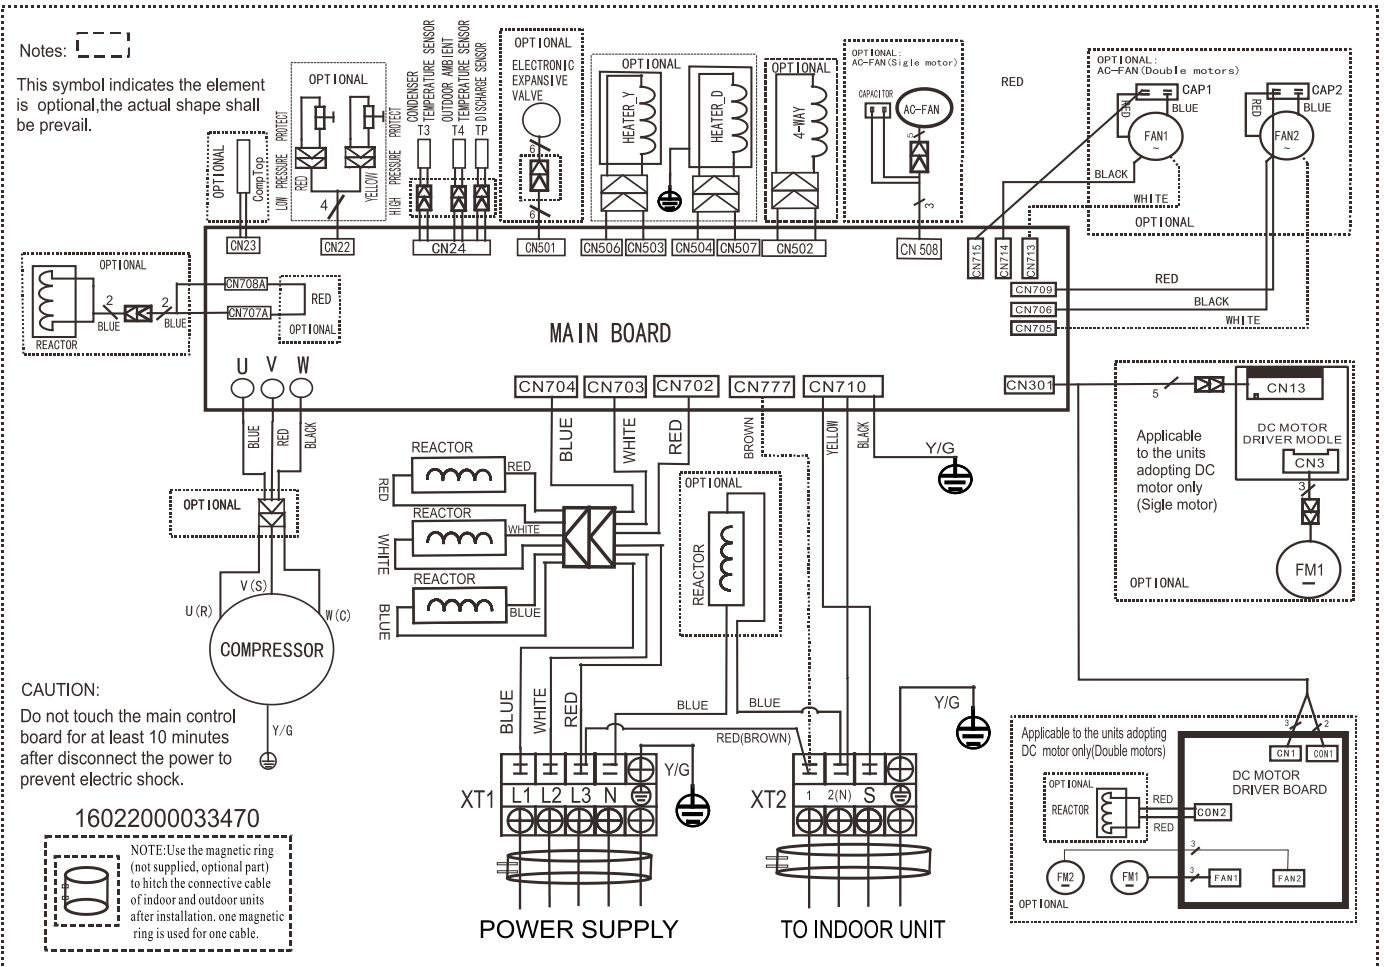 Notes:
This symbol indicates the element
is optional,the actual shape shall
be prevail.
OPTIONAL
CompTop
CN23
OPTIONAL
LOW PRESSURE PROTECT
RED
YELLOW
HIGH PRESSURE PROTECT
4
CN22
CONDENSER
TEMPERATURE SENSOR
OUTDOOR AMBIENT
TEMPERATURE SENSOR
DISCHARGE SENSOR
T3
T4
TP
CN24
OPTIONAL
ELECTRONIC
EXPANSIVE
VALVE
6
6
CN501
OPTIONAL
HEATER_Y
HEATER_D
CN506
CN503
CN504
CN507
OPTIONAL
4-WAY
CN502
OPTIONAL:
AC-FAN(Sigle motor)
CAPACITOR
AC-FAN
5
3
CN 508
RED
OPTIONAL:
AC-FAN(Double motors)
CAP1
RED
BLUE
FAN1
~
CAP2
RED
BLUE
FAN2
~
BLACK
WHITE
OPTIONAL
CN715
CN714
CN713
CN709
RED
CN706
BLACK
CN705
WHITE
OPTIONAL
REACTOR
2
BLUE
2
BLUE
CN708A
CN707A
RED
OPTIONAL
MAIN BOARD
U
V
W
CN704
CN703
CN702
CN777
CN710
CN301
BLUE
RED
BLACK
OPTIONAL
U(R)
V(S)
W(C)
COMPRESSOR
Y/G
BLUE
WHITE
RED
BROWN
YELLOW
BLACK
Y/G
REACTOR
RED
RED
REACTOR
WHITE
WHITE
REACTOR
BLUE
BLUE
OPTIONAL
REACTOR
5
CN13
DC MOTOR
DRIVER MODLE
CN3
3
FM1
Applicable
to the units
adopting DC
motor only
(Sigle motor)
OPTIONAL
BLUE
WHITE
RED
BLUE
BLUE
RED(BROWN)
Y/G
Y/G
XT1
L1
L2
L3
N
XT2
1
2(N)
S
POWER SUPPLY
TO INDOOR UNIT
CAUTION:
Do not touch the main control
board for at least 10 minutes
after disconnect the power to
prevent electric shock.
16022000033470
NOTE:Use the magnetic ring
(not supplied, optional part)
to hitch the connective cable
of indoor and outdoor units
after installation. one magnetic
ring is used for one cable.
Applicable to the units adopting
DC motor only(Double motors)
3
2
CN1
CON1
DC MOTOR
DRIVER BOARD
OPTIONAL
REACTOR
RED
RED
CON2
3
FM2
FM1
3
FAN1
FAN2
OPTIONAL